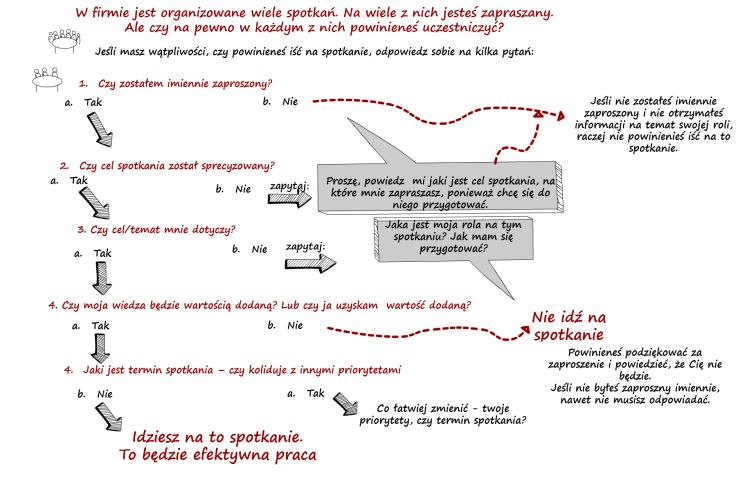 W firmie jest organizowane wiele spotkań. Na wiele z nich jesteś zapraszany.
Ale czy na pewno w każdym z nich powinieneś uczestniczyć?
Jeśli masz wątpliwości, czy powinieneś iść na spotkanie, odpowiedz sobie na kilka pytań:
1. Czy zostałem imiennie zaproszony?
a. Tak
b. Nie
Jeśli nie zostałeś imiennie
zaproszony i nie otrzymałeś
informacji na temat swojej roli,
raczej nie powinienieś iść na to
spotkanie.
2. Czy cel spotkania został sprecyzowany?
a. Tak
b. Nie
zapytaj:
Proszę, powiedz mi jaki jest cel spotkania, na
które mnie zapraszasz, ponieważ chcę się do
niego przygotować.
3. Czy cel/temat mnie dotyczy?
a. Tak
b. Nie
zapytaj:
Jaka jest moja rola na tym
spotkaniu? Jak mam się
przygotować?
4. Czy moja wiedza będzie wartością dodaną? Lub czy ja uzyskam wartość dodaną?
a. Tak
b. Nie
Nie idź na
spotkanie
Powinieneś podziękować za
zaproszenie i powiedzieć, że Cię nie
będzie.
Jeśli nie byłeś zaproszny imiennie,
nawet nie musisz odpowiadać.
4. Jaki jest termin spotkania – czy koliduje z innymi priorytetami
b. Nie
a. Tak
Co łatwiej zmienić - twoje
priorytety, czy termin spotkania?
Idziesz na to spotkanie.
To będzie efektywna praca